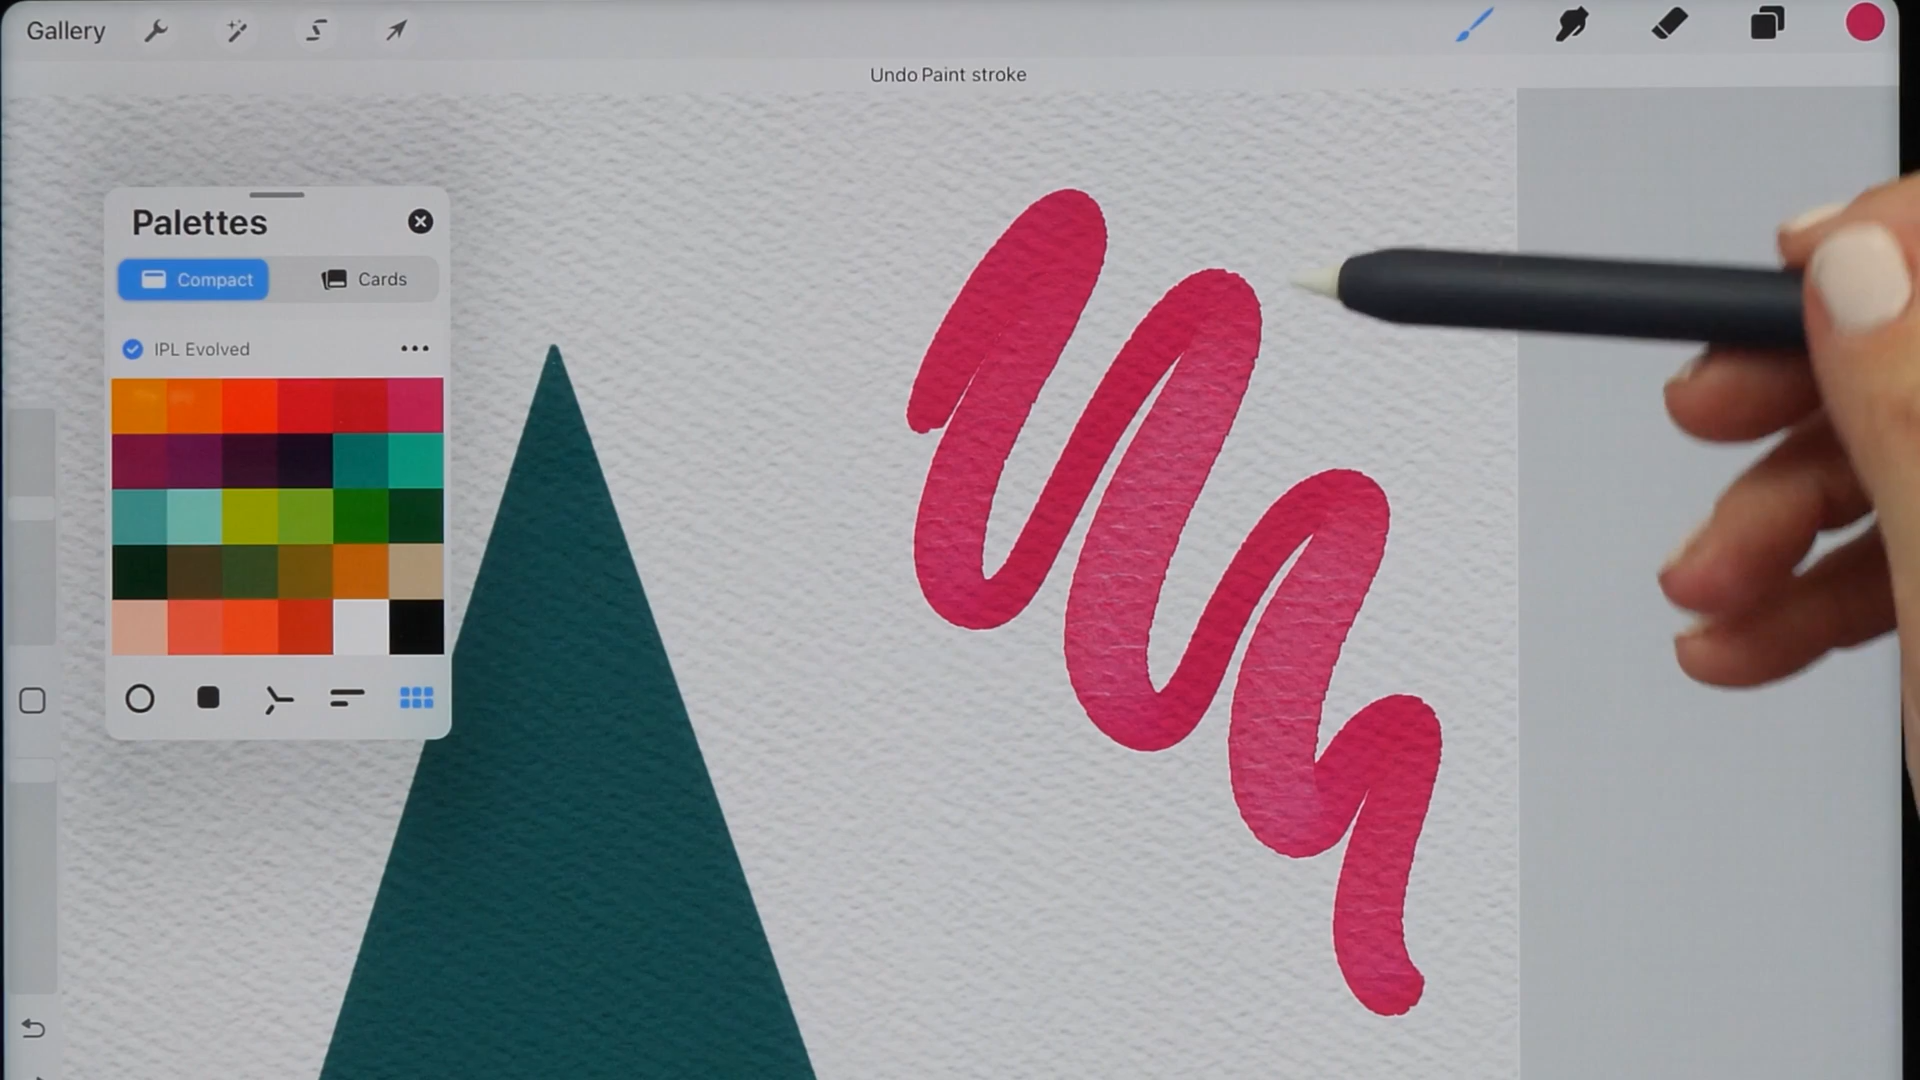 Gallery
Undo Paint stroke
Palettes
Compact
Cards
IPL Evolved